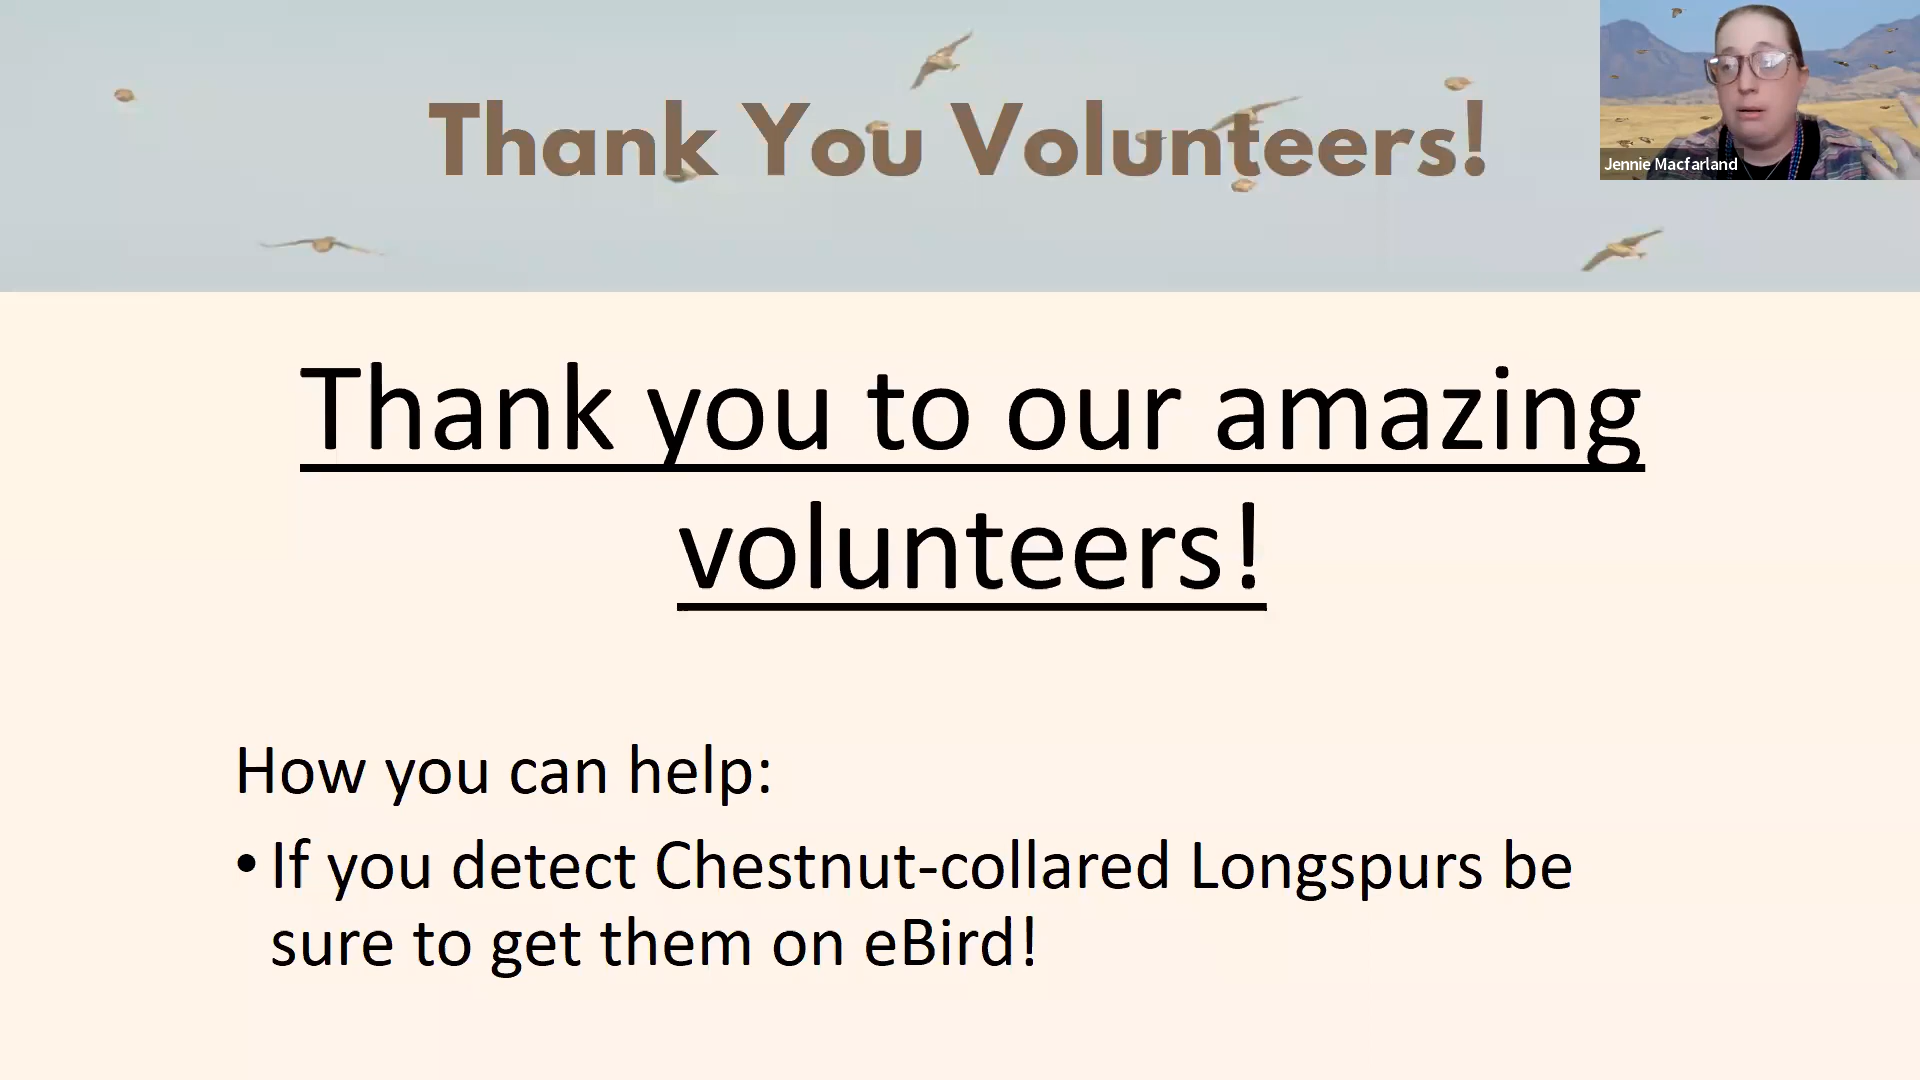 Thank You Volunteers!
Jennie Macfarland
Thank you to our amazing
volunteers!
How you can help:
• If you detect Chestnut-collared Longspurs be
sure to get them on eBird!